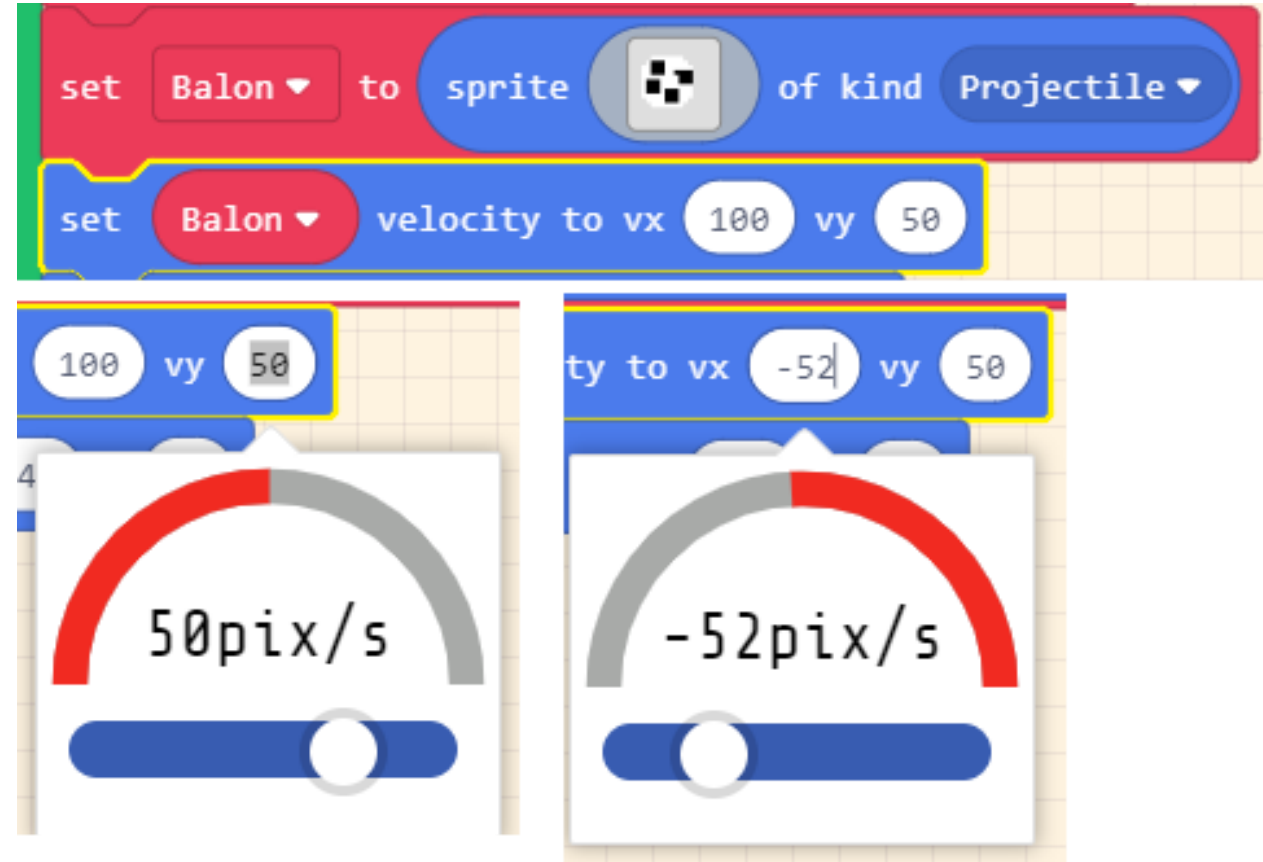 set Balon to sprite of kind Projectile
set Balon velocity to vx 100 vy 50
100 vy 50
4
50pix/s
ty to vx -52 vy 50
-52pix/s